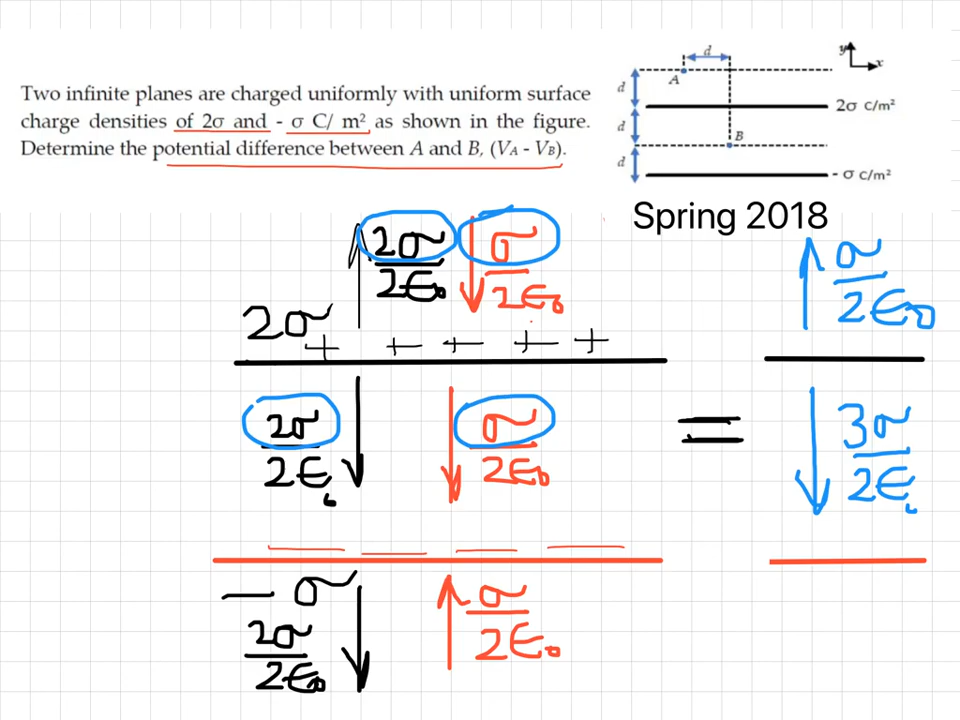 Two infinite planes are charged uniformly with uniform surface
charge densities of 2σ and - σ C/ m² as shown in the figure.
Determine the potential difference between A and B, (VA - VB).
d
A
y
x
d
2σ C/m²
d
B
d
- σ C/m²
Spring 2018
2σ/2ϵ₀ σ/2ϵ₀
σ/2ϵ₀
2σ
+ + + + +
2σ/2ϵ₀ σ/2ϵ₀ = 3σ/2ϵ₀
− σ
2σ/2ϵ₀ σ/2ϵ₀